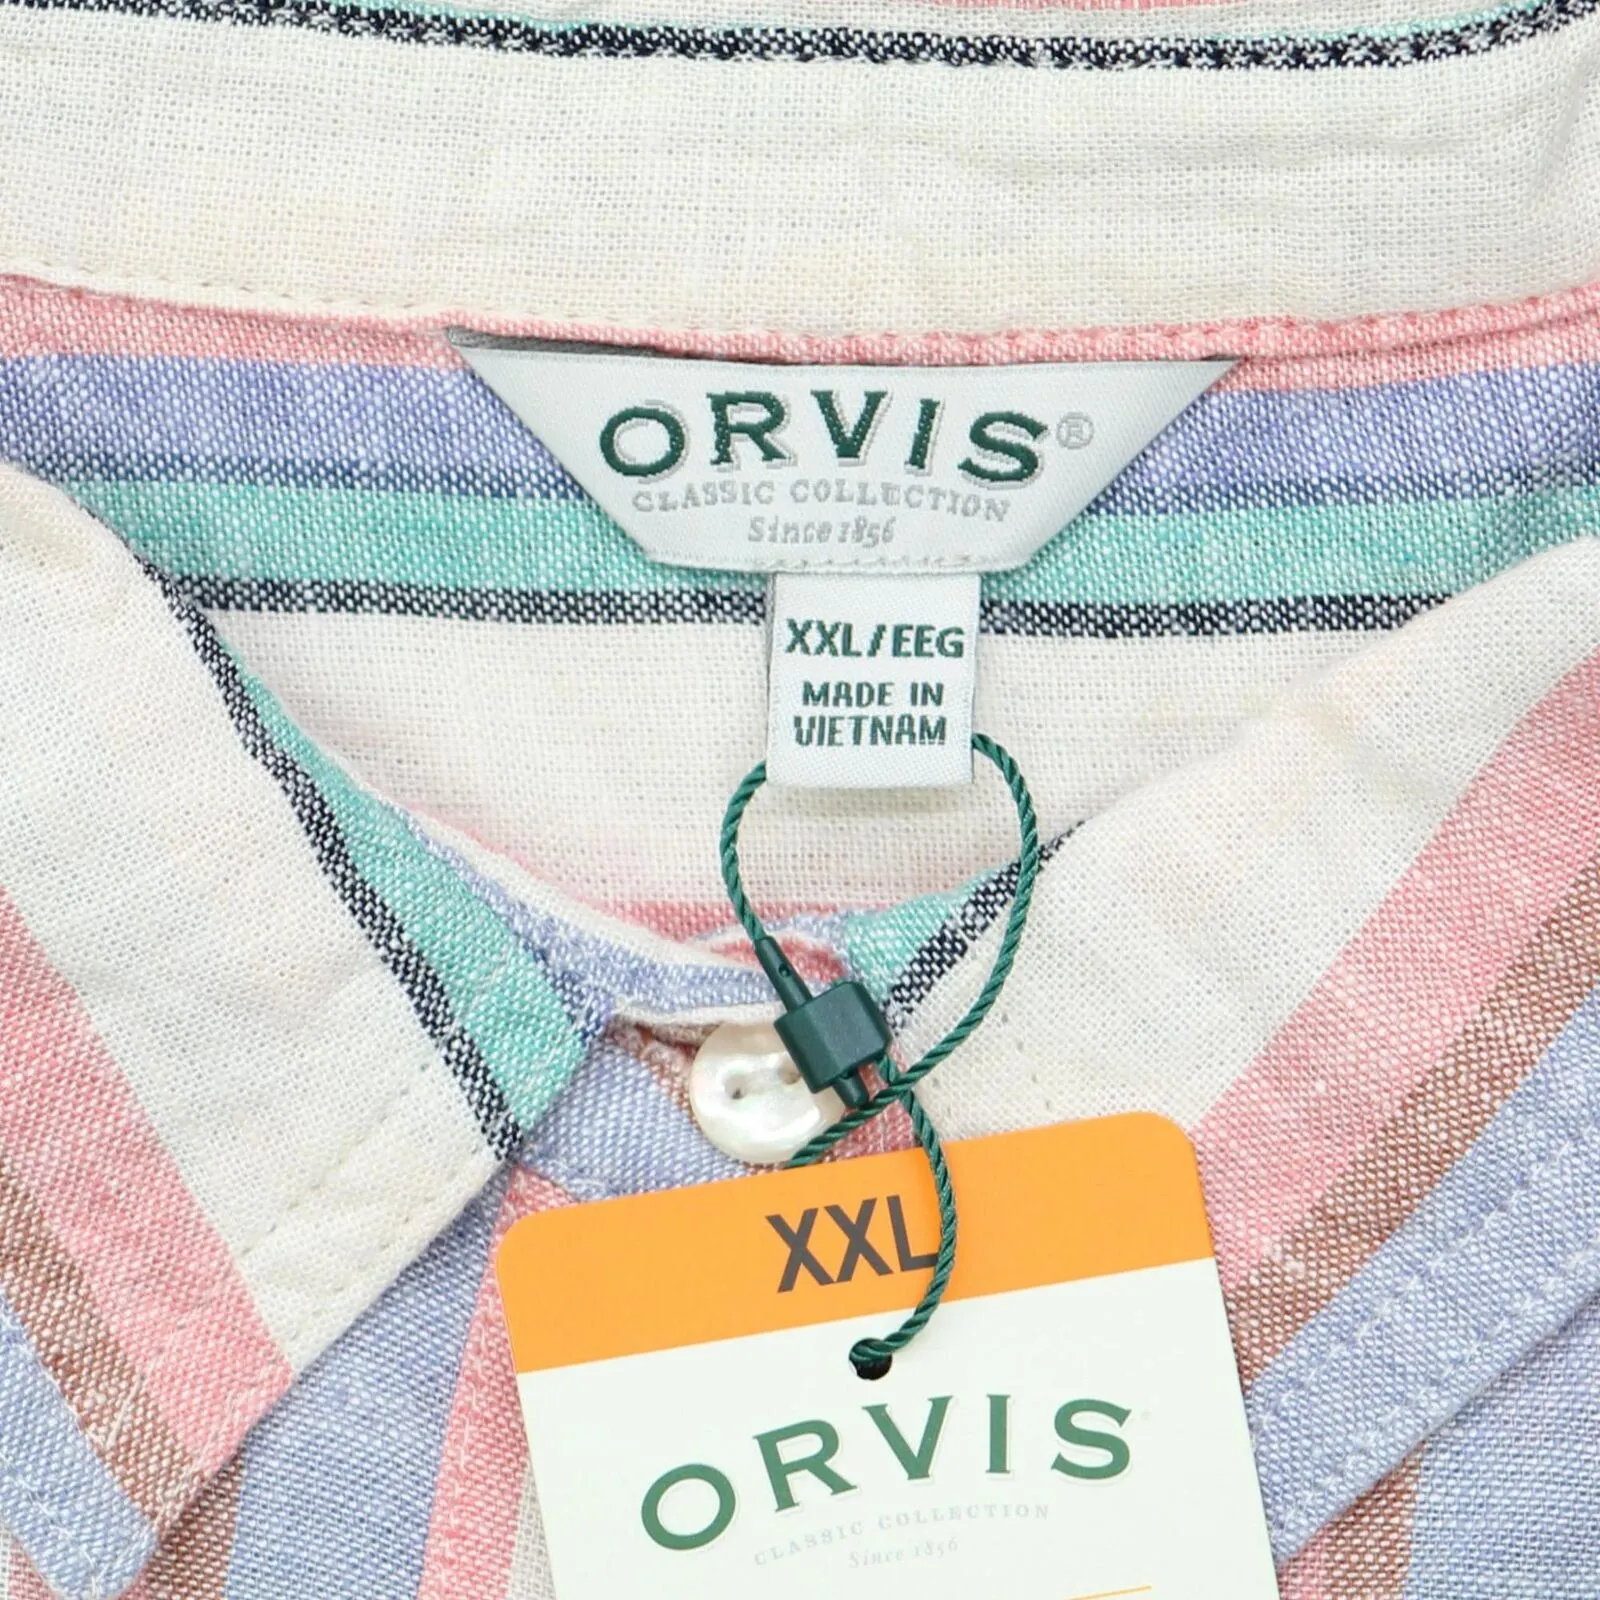 ORVIS®
CLASSIC COLLECTION
Since 1856
XXL/EEG
MADE IN
VIETNAM
XXL
ORVIS
CLASSIC COLLECTION
Since 1856